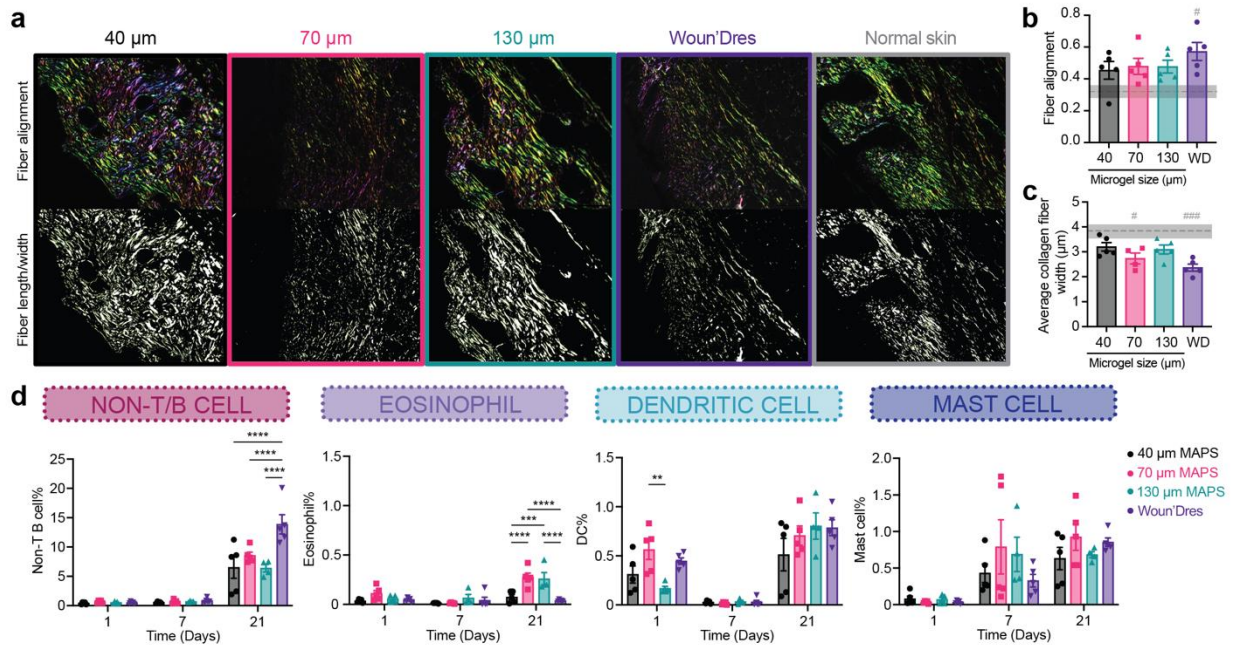 a
40 µm
70 µm
130 µm
Woun'Dres
Normal skin
Fiber alignment
Fiber length/width
b
Fiber alignment
0.8
0.6
0.4
0.2
0.0
#
40 70 130 WD
Microgel size (µm)
c
Average collagen fiber
width (µm)
5
4
3
2
1
0
# ###
40 70 130 WD
Microgel size (µm)
d
NON-T/B CELL
Non-T B cell%
25
20
15
10
5
0
****
****
****
1 7 21
Time (Days)
EOSINOPHIL
Eosinophil%
1.5
1.0
0.5
0.0
****
***
**** ****
1 7 21
Time (Days)
DENDRITIC CELL
DC%
1.5
1.0
0.5
0.0
**
1 7 21
Time (Days)
MAST CELL
Mast cell%
2.0
1.5
1.0
0.5
0.0
1 7 21
Time (Days)
40 µm MAPS
70 µm MAPS
130 µm MAPS
Woun'Dres